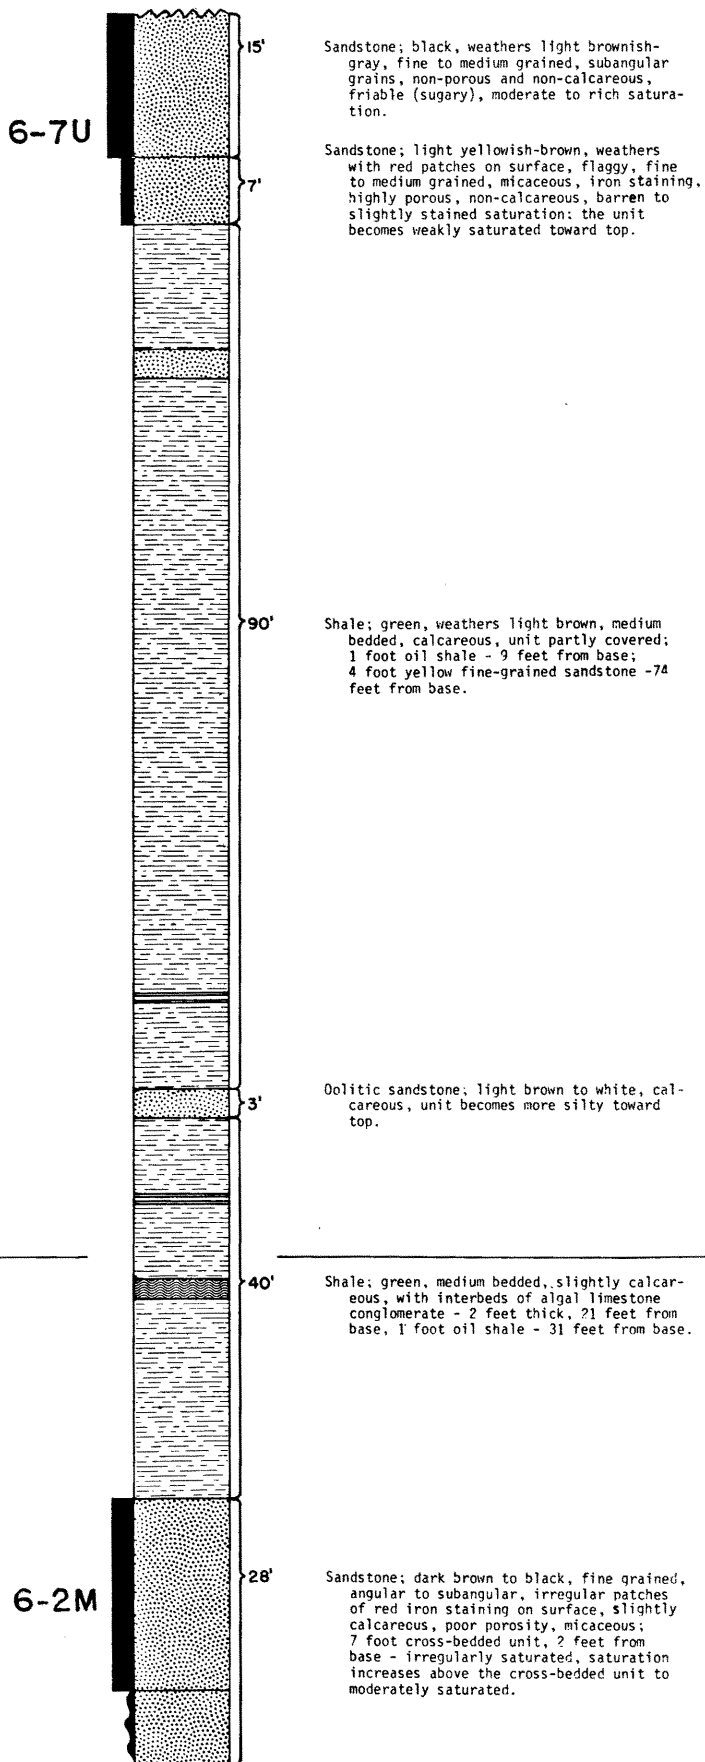 15'
Sandstone; black, weathers light brownish-
gray, fine to medium grained, subangular
grains, non-porous and non-calcareous,
friable (sugary), moderate to rich satura-
tion.
6-7U
7'
Sandstone; light yellowish-brown, weathers
with red patches on surface, flaggy, fine
to medium grained, micaceous, iron staining,
highly porous, non-calcareous, barren to
slightly stained saturation: the unit
becomes weakly saturated toward top.
90'
Shale; green, weathers light brown, medium
bedded, calcareous, unit partly covered;
1 foot oil shale - 9 feet from base;
4 foot yellow fine-grained sandstone -74
feet from base.
3'
Oolitic sandstone; light brown to white, cal-
careous, unit becomes more silty toward
top.
40'
Shale; green, medium bedded, slightly calcar-
eous, with interbeds of algal limestone
conglomerate - 2 feet thick, 21 feet from
base, 1 foot oil shale - 31 feet from base.
6-2M
28'
Sandstone; dark brown to black, fine grained,
angular to subangular, irregular patches
of red iron staining on surface, slightly
calcareous, poor porosity, micaceous;
7 foot cross-bedded unit, 2 feet from
base - irregularly saturated, saturation
increases above the cross-bedded unit to
moderately saturated.